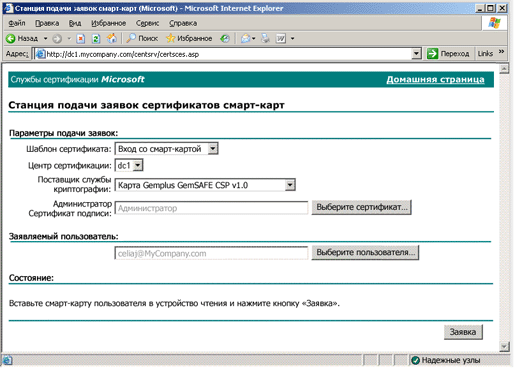 Станция подачи заявок смарт-карт (Microsoft) - Microsoft Internet Explorer
Файл Правка Вид Избранное Сервис Справка
Назад Поиск Избранное
Адрес: http://dc1.mycompany.com/centsrv/certsces.asp Переход Links »
Службы сертификации Microsoft Домашняя страница
Станция подачи заявок сертификатов смарт-карт
Параметры подачи заявок:
Шаблон сертификата: Вход со смарт-картой
Центр сертификации: dc1
Поставщик службы
криптографии: Карта Gemplus GemSAFE CSP v1.0
Администратор
Сертификат подписи: Администратор Выберите сертификат...
Заявляемый пользователь:
celiaj@MyCompany.com Выберите пользователя...
Состояние:
Вставьте смарт-карту пользователя в устройство чтения и нажмите кнопку «Заявка».
Заявка
Надежные узлы